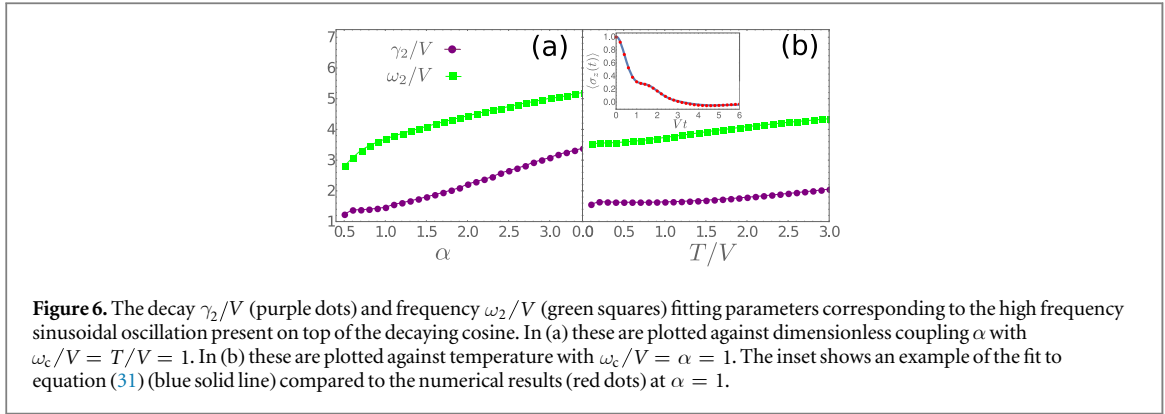 (a)
(b)
γ₂/V
ω₂/V
7
6
5
4
3
2
1
0.5 1.0 1.5 2.0 2.5 3.0
α
0.0 0.5 1.0 1.5 2.0 2.5 3.0
T/V
1.0
0.8
0.6
0.4
0.2
0.0
⟨σ_z(t)⟩
0 1 2 3 4 5 6
Vt
Figure 6. The decay γ₂/V (purple dots) and frequency ω₂/V (green squares) fitting parameters corresponding to the high frequency
sinusoidal oscillation present on top of the decaying cosine. In (a) these are plotted against dimensionless coupling α with
ω_c/V = T/V = 1. In (b) these are plotted against temperature with ω_c/V = α = 1. The inset shows an example of the fit to
equation (31) (blue solid line) compared to the numerical results (red dots) at α = 1.